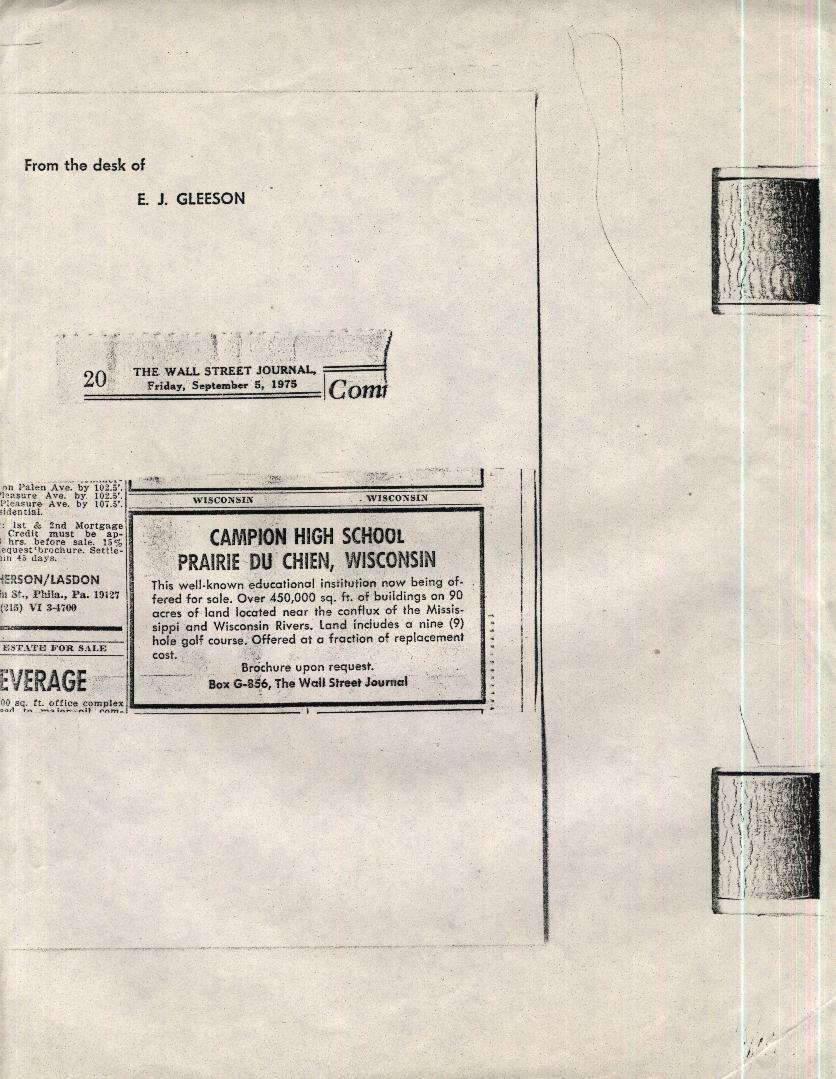 From the desk of
E. J. GLEESON
20
THE WALL STREET JOURNAL,
Friday, September 5, 1975
on Palen Ave. by 102.5'.
Pleasure Ave. by 102.5'.
Pleasure Ave. by 107.5'.
1st & 2nd Mortgage
Credit must be ap-
hrs. before sale. 15%
equest brochure. Settle-
in 45 days.
HERSON/LASDON
St., Phila., Pa. 19127
(215) VI 3-4700
ESTATE FOR SALE
EVERAGE
00 sq. ft. office complex
WISCONSIN
WISCONSIN
CAMPION HIGH SCHOOL
PRAIRIE DU CHIEN, WISCONSIN
This well-known educational institution now being of-
fered for sale. Over 450,000 sq. ft. of buildings on 90
acres of land located near the conflux of the Missis-
sippi and Wisconsin Rivers. Land includes a nine (9)
hole golf course. Offered at a fraction of replacement
cost.
Brochure upon request.
Box G-856, The Wall Street Journal